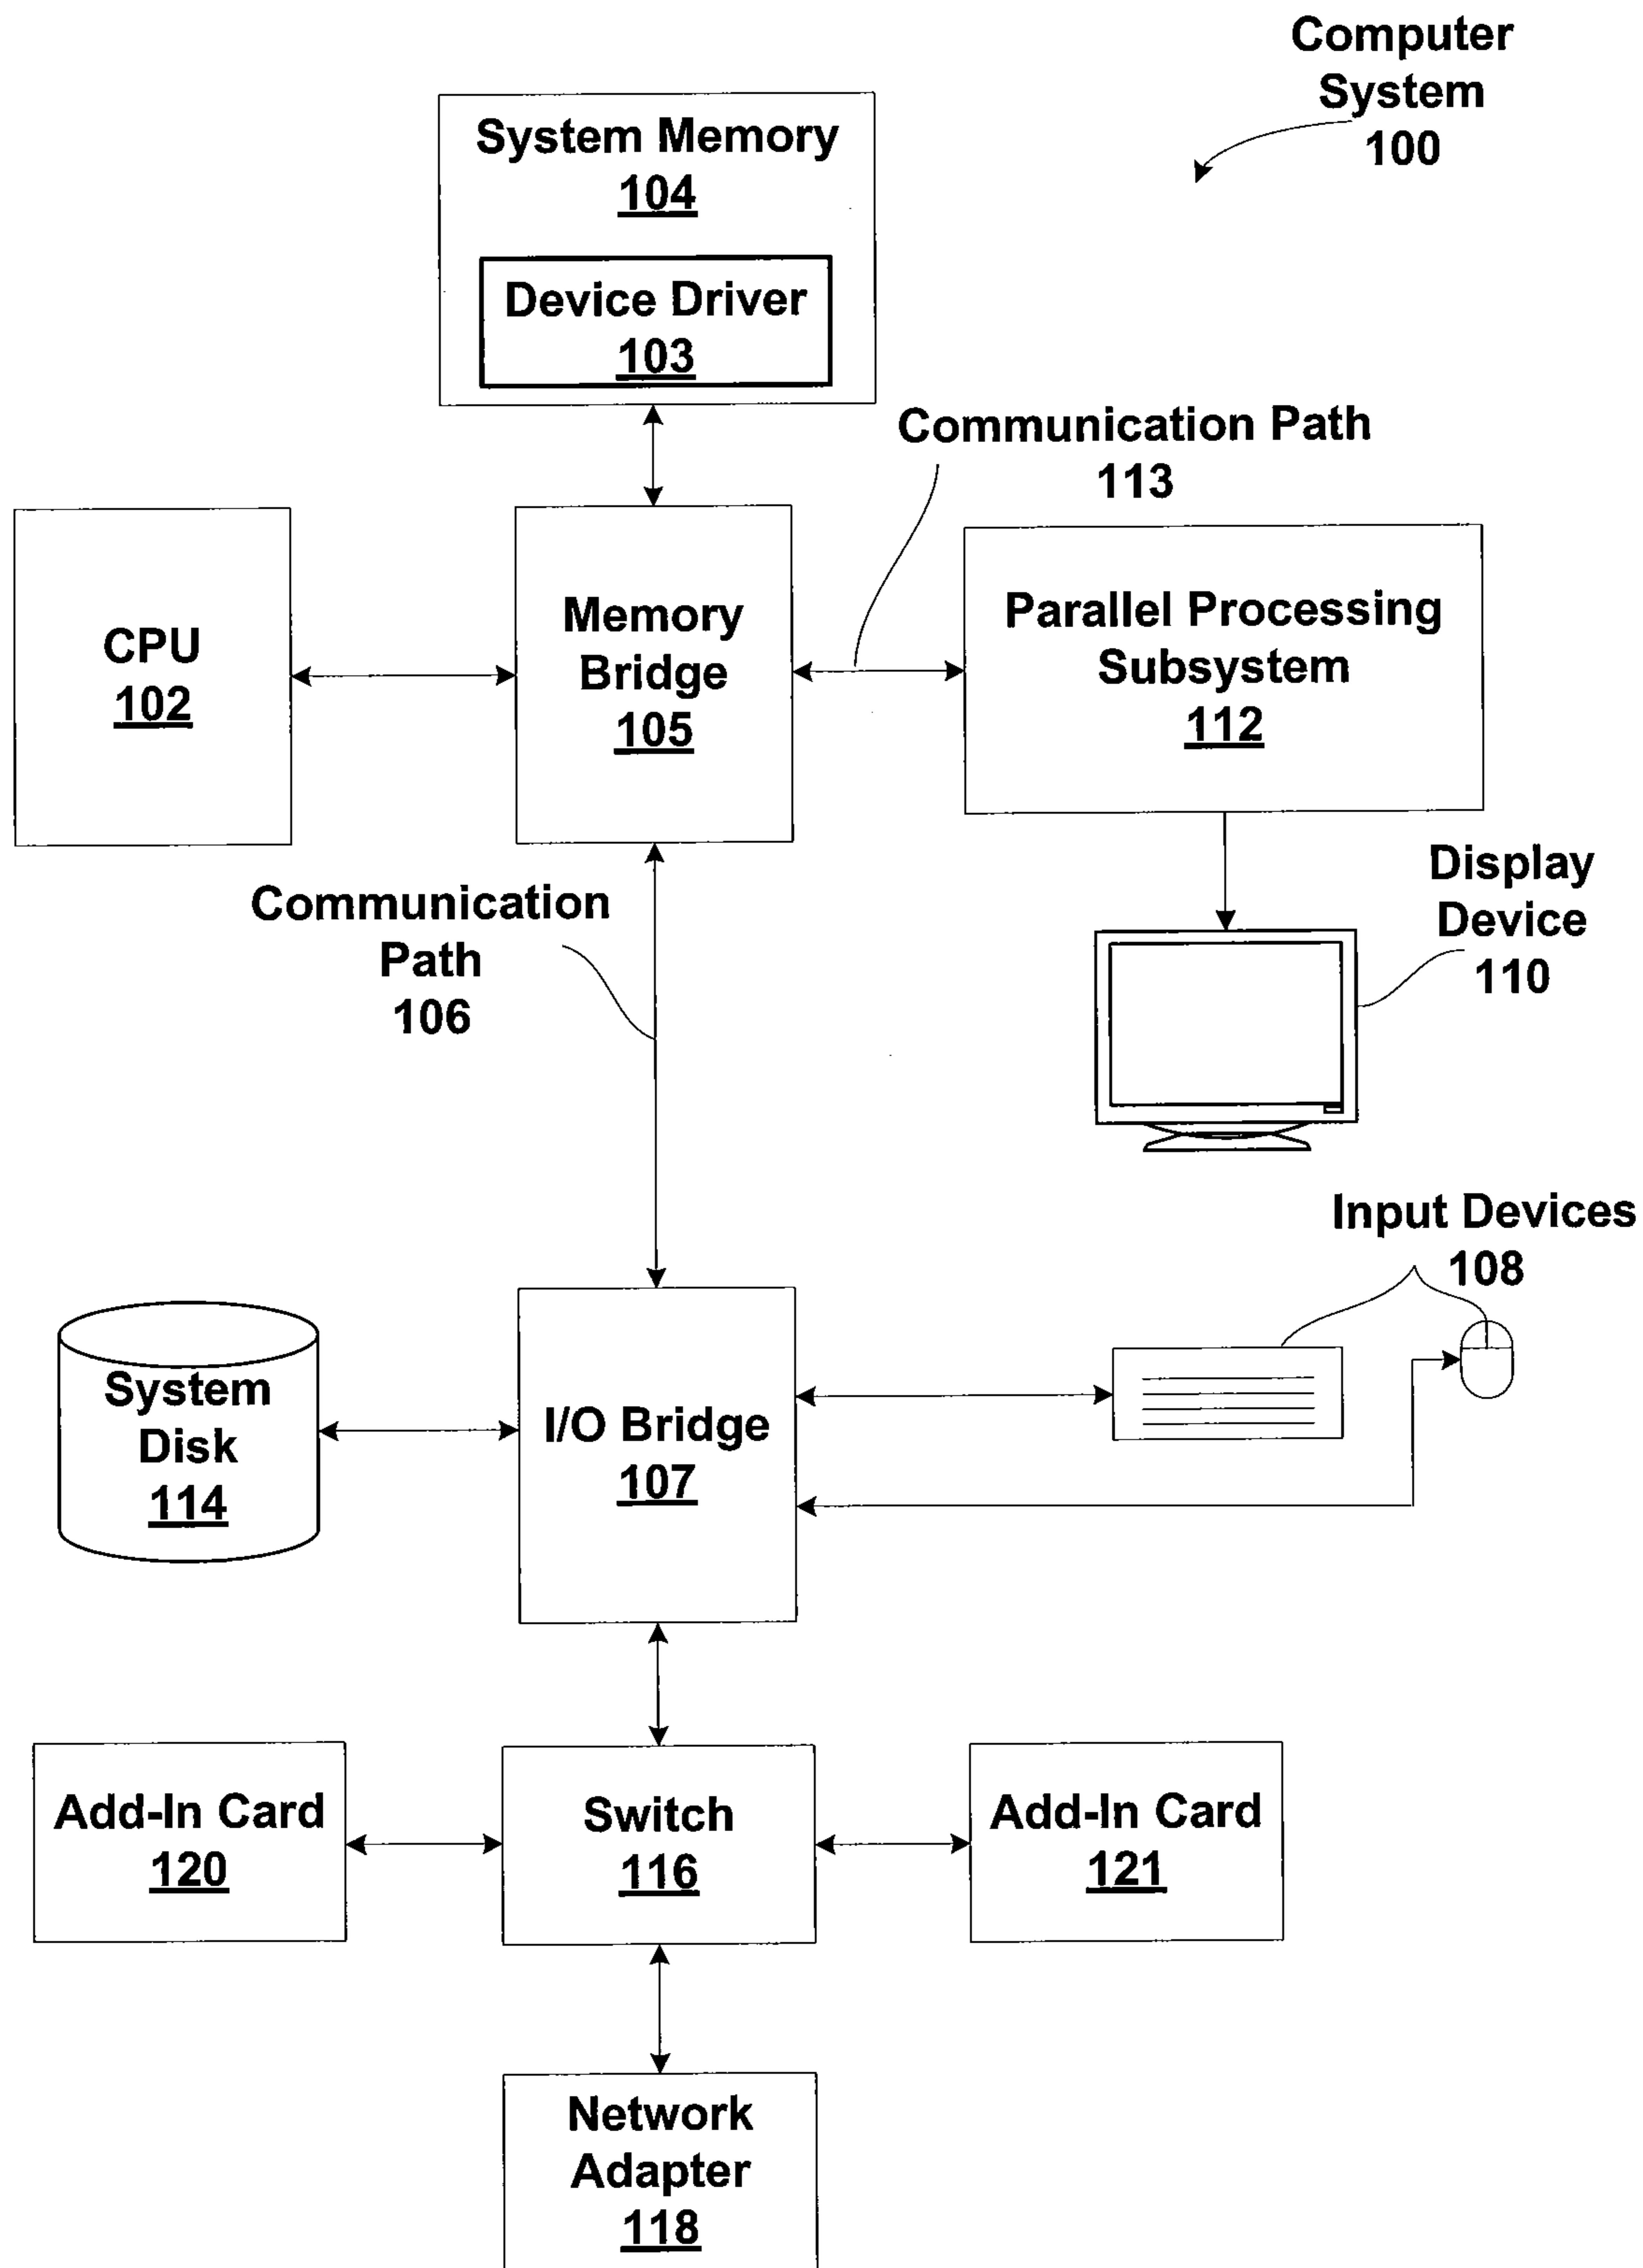 Computer
System
100
System Memory
104
Device Driver
103
Communication Path
113
CPU
102
Memory
Bridge
105
Parallel Processing
Subsystem
112
Communication
Path
106
Display
Device
110
Input Devices
108
System
Disk
114
I/O Bridge
107
Add-In Card
120
Switch
116
Add-In Card
121
Network
Adapter
118